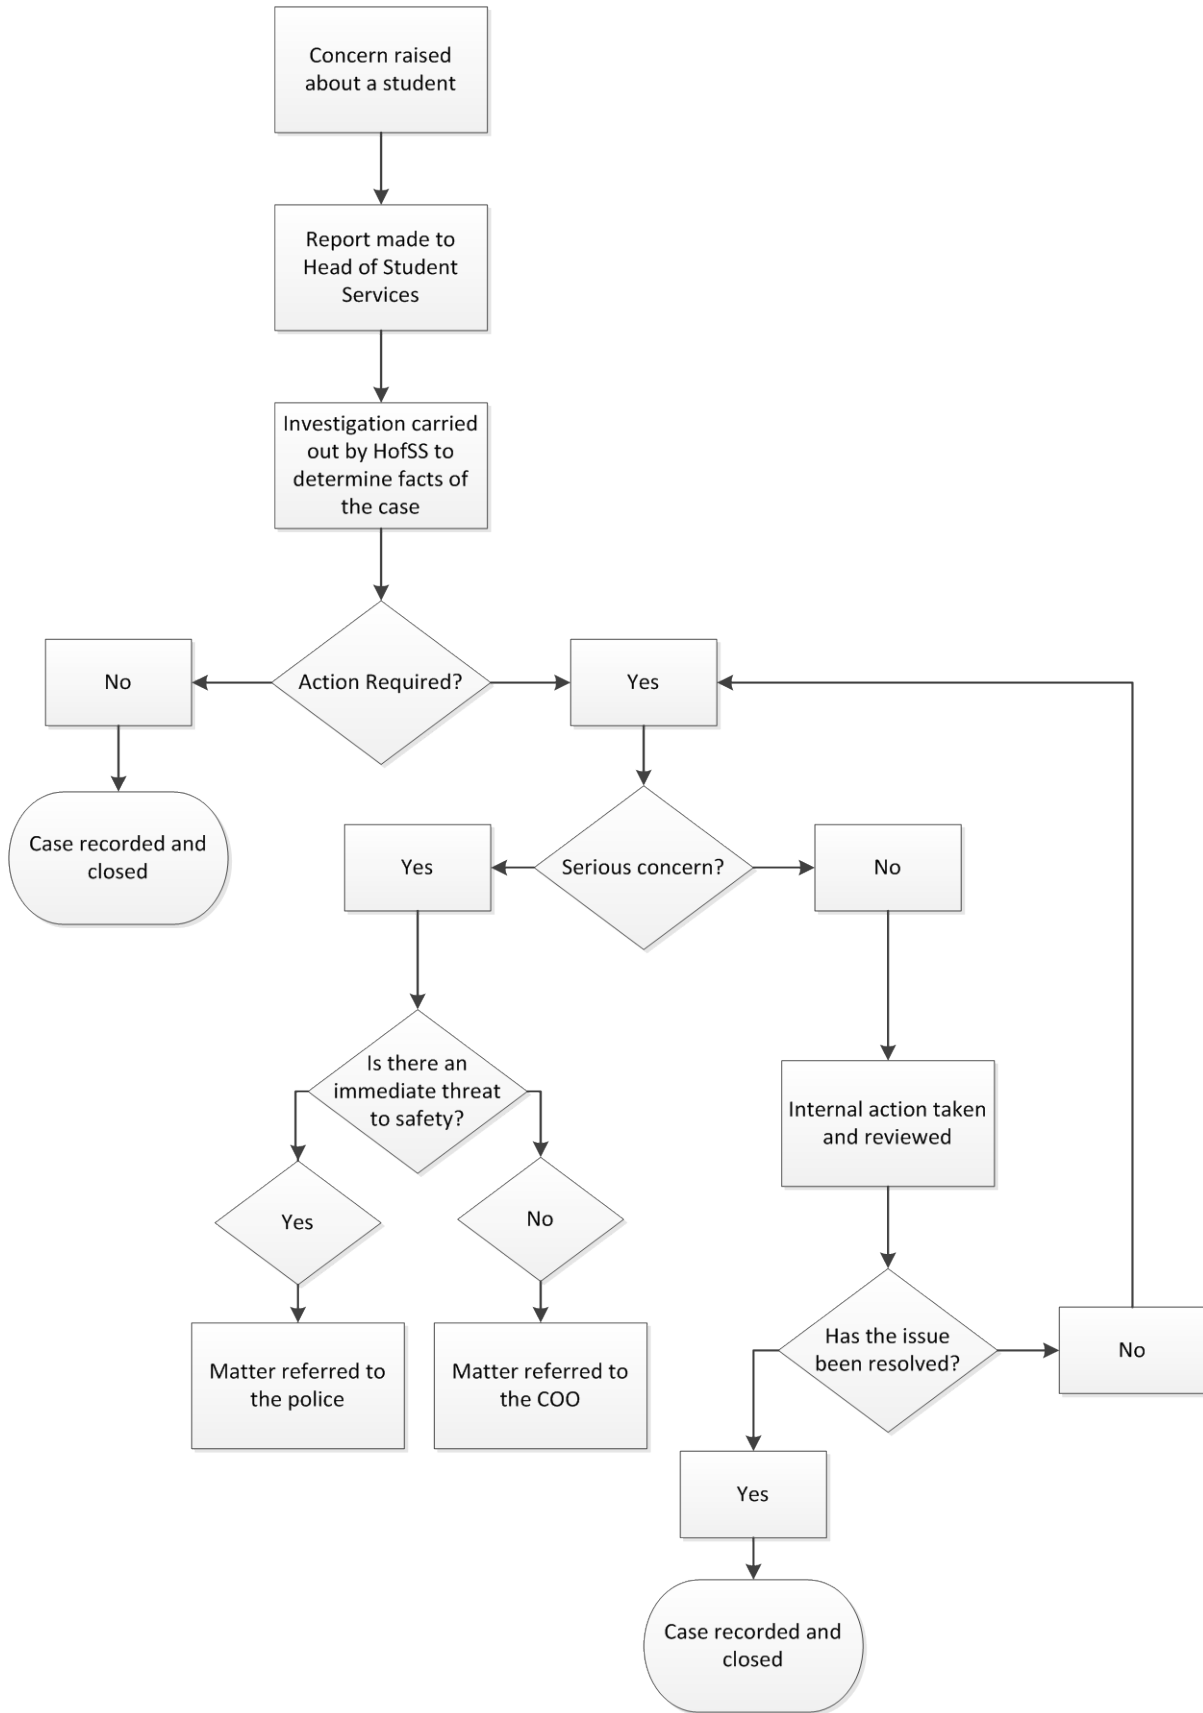 Concern raised
about a student
Report made to
Head of Student
Services
Investigation carried
out by HofSS to
determine facts of
the case
Action Required?
No
Yes
Case recorded and
closed
Serious concern?
Yes
No
Is there an
immediate threat
to safety?
Internal action taken
and reviewed
Yes
No
Matter referred to
the police
Matter referred to
the COO
Has the issue
been resolved?
No
Yes
Case recorded and
closed